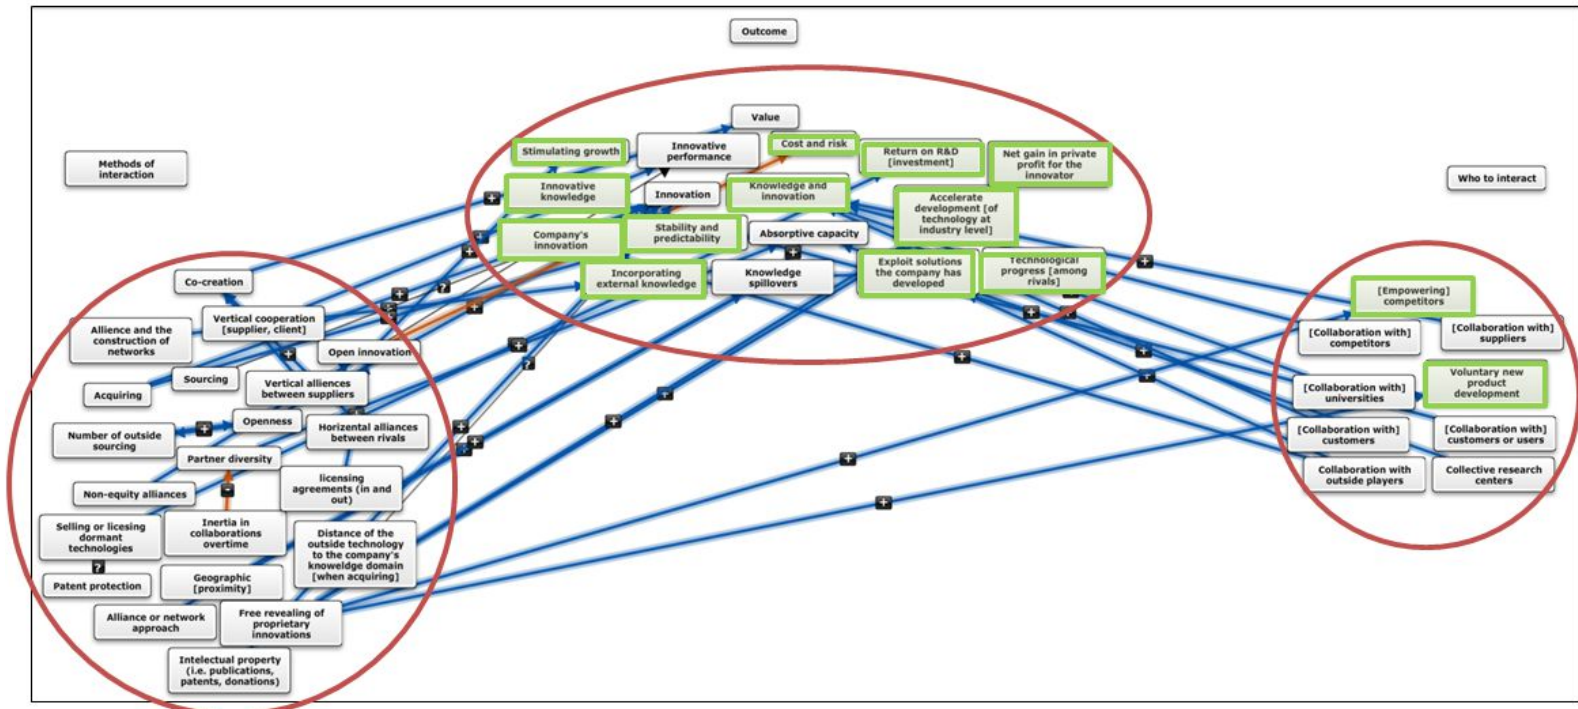 Outcome
Methods of
interaction
Who to interact
Value
Stimulating growth
Innovative
performance
Cost and risk
Return on R&D
[investment]
Net gain in private
profit for the
innovator
Innovative
knowledge
Innovation
Knowledge and
innovation
Accelerate
development [of
technology at
industry level]
Company's
innovation
Stability and
predictability
Absorptive capacity
Incorporating
external knowledge
Knowledge
spillovers
Exploit solutions
the company has
developed
Technological
progress [among
rivals]
Co-creation
Vertical cooperation
[supplier, client]
Allience and the
construction of
networks
Open innovation
Sourcing
Acquiring
Vertical alliences
between suppliers
Openness
Horizental alliances
between rivals
Number of outside
sourcing
Partner diversity
licensing
agreements (in and
out)
Non-equity alliances
Selling or licesing
dormant
technologies
Inertia in
collaborations
overtime
Distance of the
outside technology
to the company's
knoweldge domain
[when acquiring]
Patent protection
Geographic
[proximity]
Alliance or network
approach
Free revealing of
proprietary
innovations
Intelectual property
(i.e. publications,
patents, donations)
[Empowering]
competitors
[Collaboration with]
competitors
[Collaboration with]
suppliers
Voluntary new
product
development
[Collaboration with]
universities
[Collaboration with]
customers
[Collaboration with]
customers or users
Collaboration with
outside players
Collective research
centers